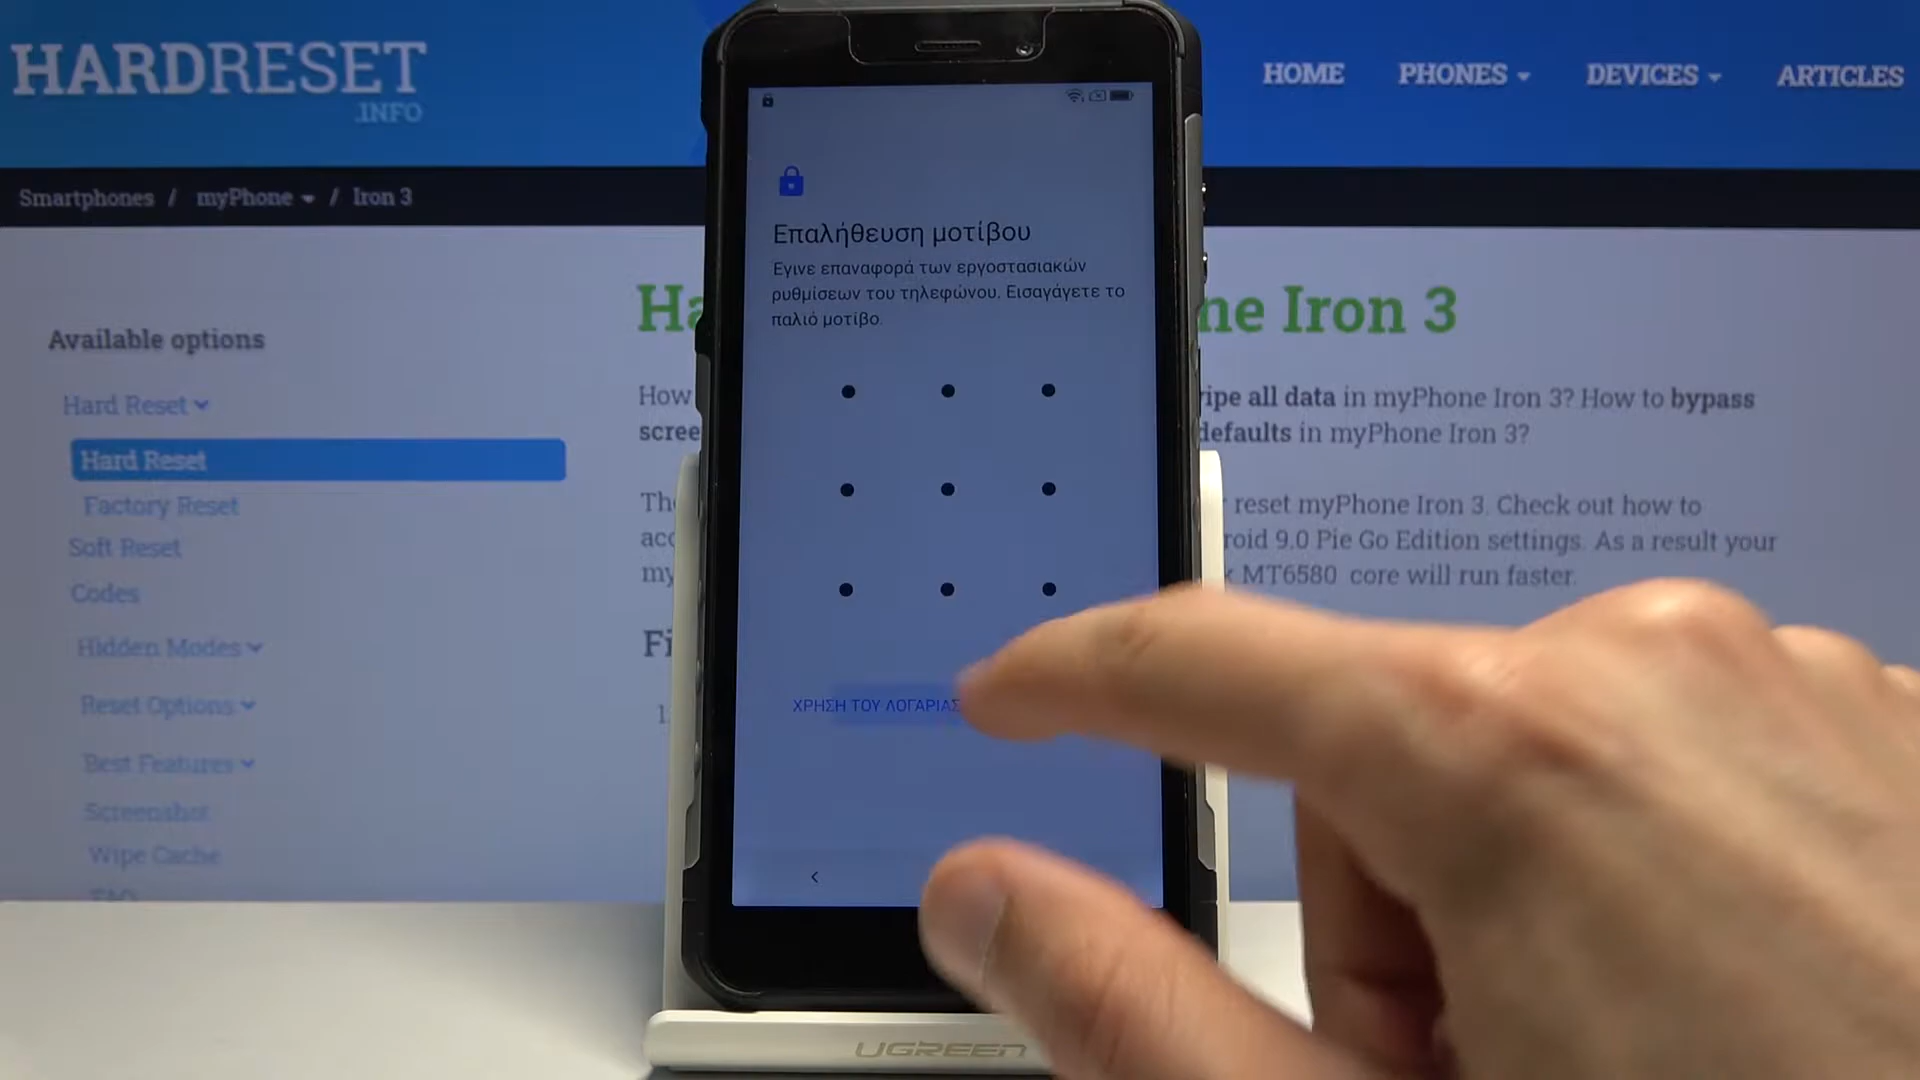 HARDRESET
.INFO
HOME PHONES DEVICES ARTICLES
Smartphones / myPhone / Iron 3
Available options
Hard Reset
Hard Reset
Factory Reset
Soft Reset
Codes
Hidden Modes
Reset Options
Best Features
Screenshot
Wipe Cache
FAQ
Iron 3
How all data in myPhone Iron 3? How to bypass
in myPhone Iron 3?
reset myPhone Iron 3. Check out how to
9.0 Pie Go Edition settings. As a result your
MT6580 core will run faster.
Επαλήθευση μοτίβου
Εγινε επαναφορά των εργοστασιακών
ρυθμίσεων του τηλεφώνου. Εισαγάγετε το
παλιό μοτίβο.
ΧΡΗΣΗ ΤΟΥ ΛΟΓΑΡΙΑΣ
UGREEN